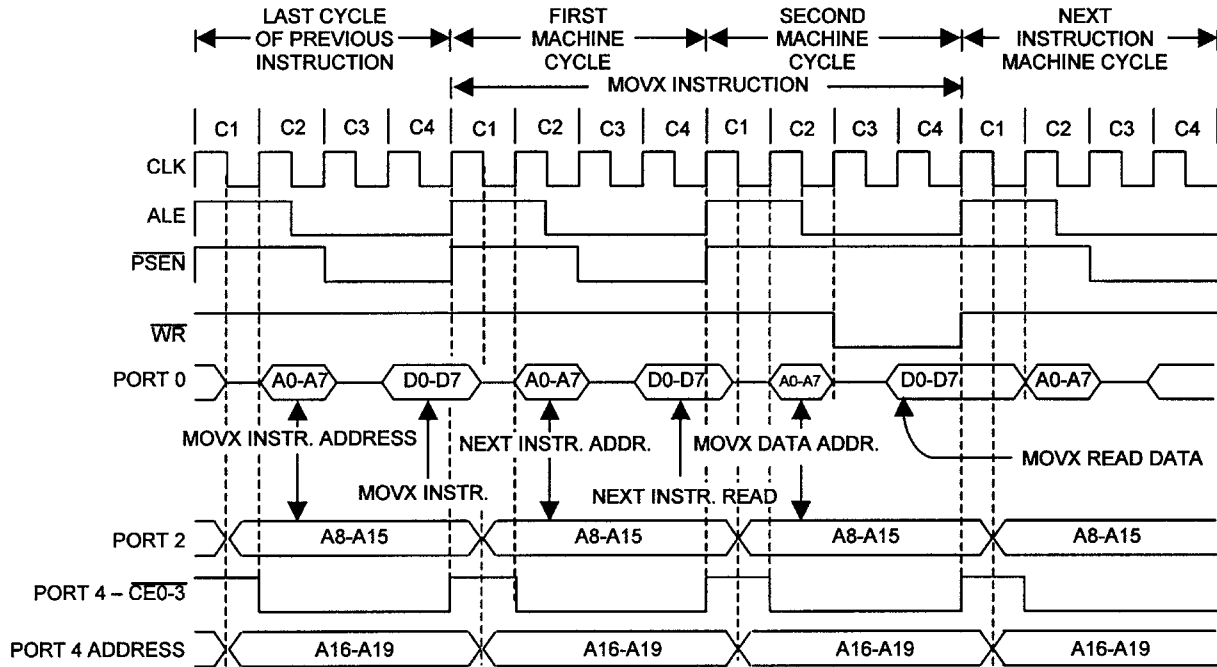 LAST CYCLE OF PREVIOUS INSTRUCTION
FIRST MACHINE CYCLE
SECOND MACHINE CYCLE
NEXT INSTRUCTION MACHINE CYCLE
MOVX INSTRUCTION
C1 C2 C3 C4 C1 C2 C3 C4 C1 C2 C3 C4 C1 C2 C3 C4
CLK
ALE
PSEN
WR
PORT 0 A0-A7 D0-D7 A0-A7 D0-D7 A0-A7 D0-D7 A0-A7
MOVX INSTR. ADDRESS
NEXT INSTR. ADDR.
MOVX DATA ADDR.
MOVX READ DATA
MOVX INSTR.
NEXT INSTR. READ
PORT 2 A8-A15 A8-A15 A8-A15 A8-A15
PORT 4 – CE0-3
PORT 4 ADDRESS A16-A19 A16-A19 A16-A19 A16-A19